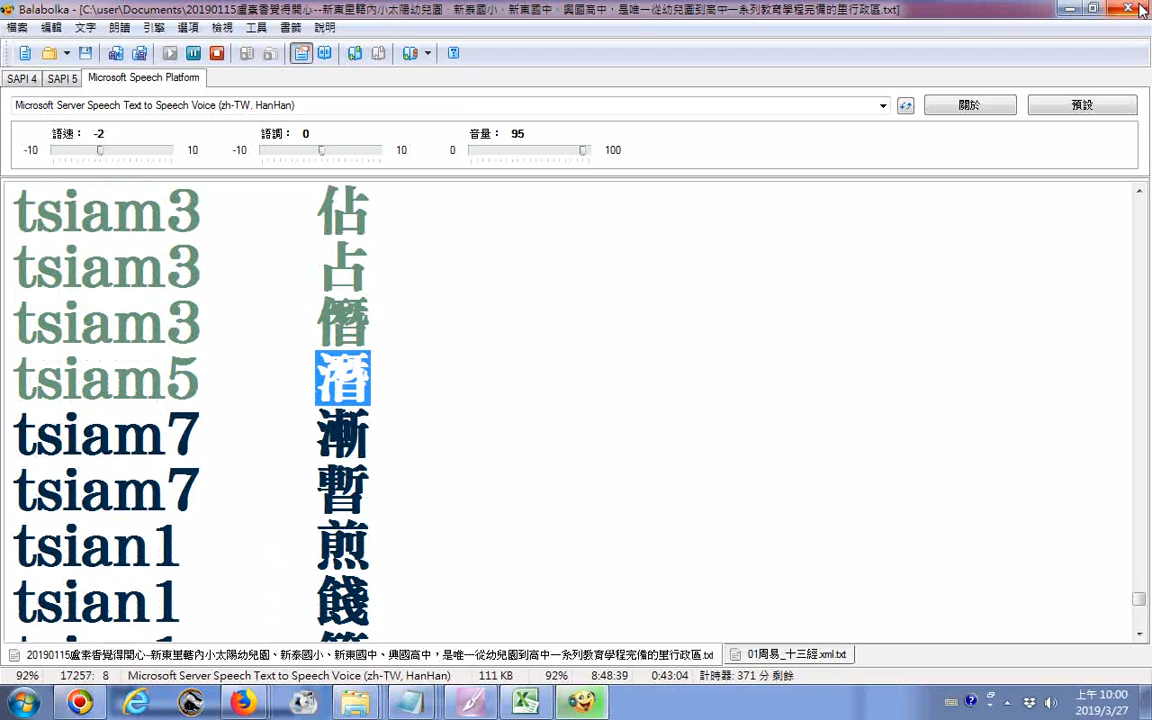 Balabolka - [C:\user\Documents\20190115盧素香覺得開心--新東里轄內小太陽幼兒園、新泰國小、新東國中、興國高中，是唯一從幼兒園到高中一系列教育學程完備的里行政區.txt]
檔案 編輯 文字 朗讀 引擎 選項 檢視 工具 書籤 說明
SAPI 4 SAPI 5 Microsoft Speech Platform
Microsoft Server Speech Text to Speech Voice (zh-TW, HanHan) 關於 預設
語速： -2 語調： 0 音量： 95
-10 10 -10 10 0 100
tsiam3 佔
tsiam3 占
tsiam3 僭
tsiam5 潛
tsiam7 漸
tsiam7 暫
tsian1 煎
tsian1 餞
20190115盧素香覺得開心--新東里轄內小太陽幼兒園、新泰國小、新東國中、興國高中，是唯一從幼兒園到高中一系列教育學程完備的里行政區.txt 01周易_十三經.xml.txt
92% 17257: 8 Microsoft Server Speech Text to Speech Voice (zh-TW, HanHan) 111 KB 92% 8:48:39 0:43:04 計時器: 371 分 剩餘
上午 10:00
2019/3/27